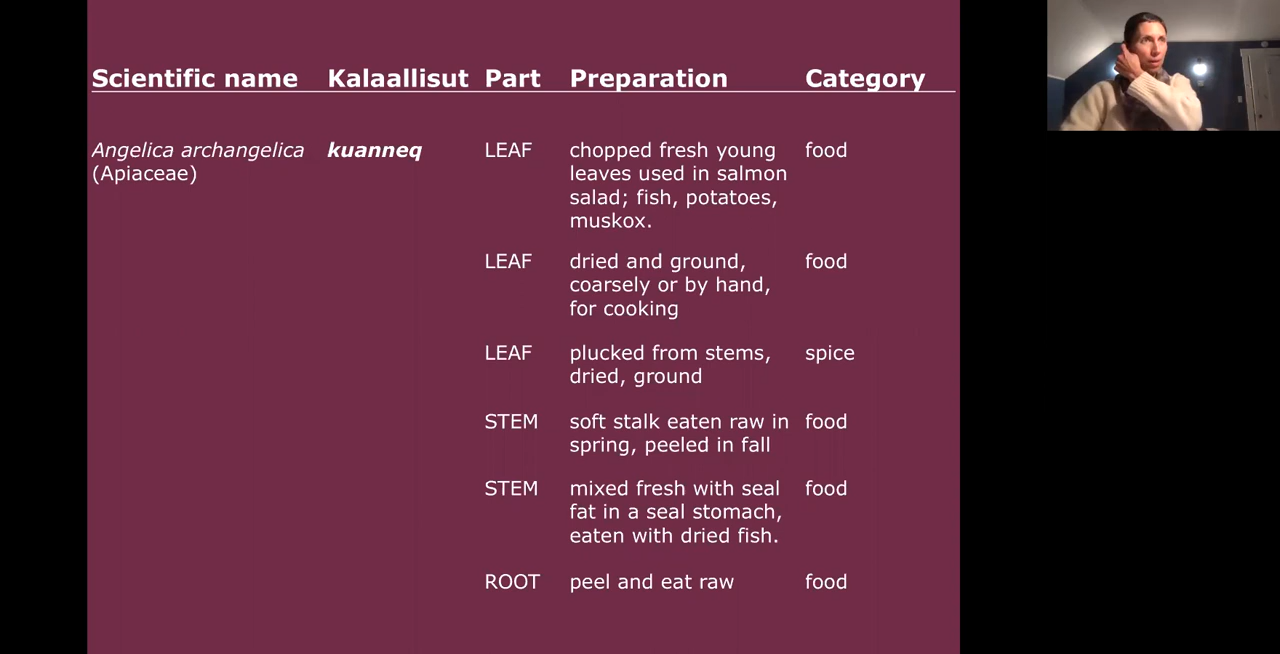 Scientific name Kalaallisut Part Preparation Category
Angelica archangelica kuanneq LEAF chopped fresh young food
(Apiaceae) leaves used in salmon
salad; fish, potatoes,
muskox.
LEAF dried and ground, food
coarsely or by hand,
for cooking
LEAF plucked from stems, spice
dried, ground
STEM soft stalk eaten raw in food
spring, peeled in fall
STEM mixed fresh with seal food
fat in a seal stomach,
eaten with dried fish.
ROOT peel and eat raw food